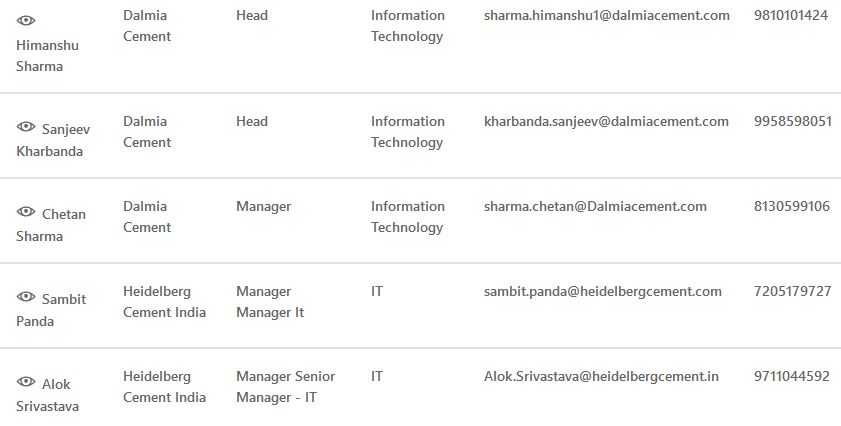 Himanshu Sharma Dalmia Cement Head Information Technology sharma.himanshu1@dalmiacement.com 9810101424
Sanjeev Kharbanda Dalmia Cement Head Information Technology kharbanda.sanjeev@dalmiacement.com 9958598051
Chetan Sharma Dalmia Cement Manager Information Technology sharma.chetan@Dalmiacement.com 8130599106
Sambit Panda Heidelberg Cement India Manager Manager It IT sambit.panda@heidelbergcement.com 7205179727
Alok Srivastava Heidelberg Cement India Manager Senior Manager - IT IT Alok.Srivastava@heidelbergcement.in 9711044592